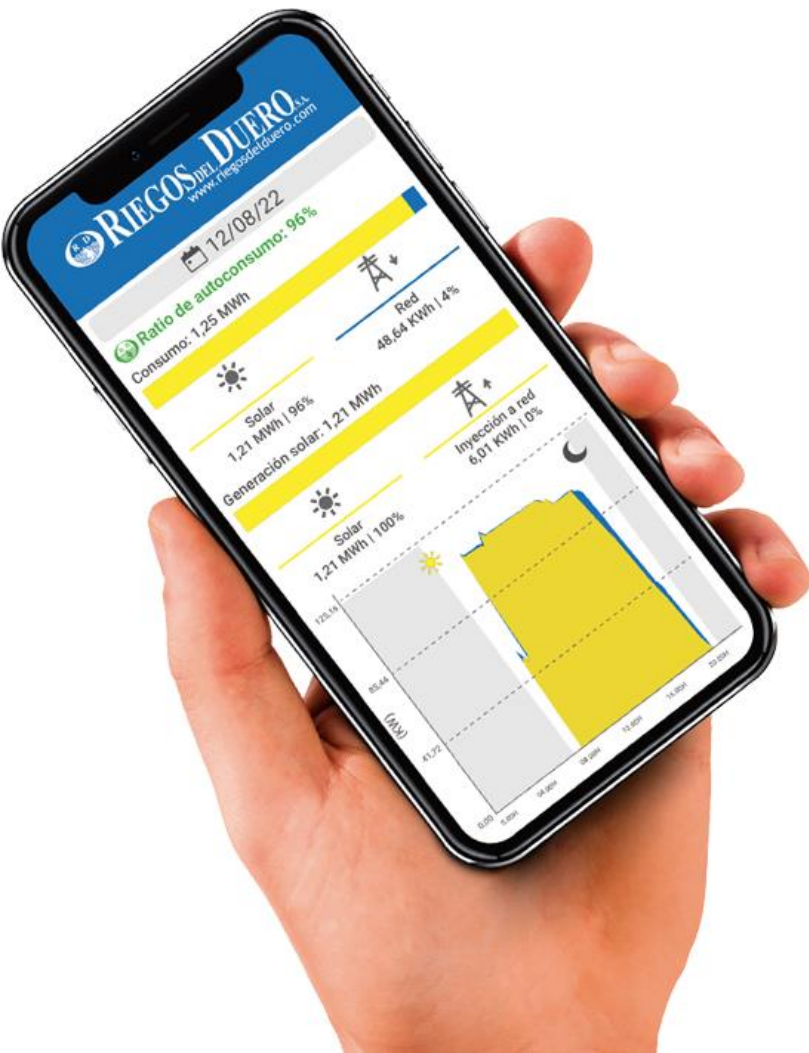 RD
RIEGOS DEL DUERO, S.A.
www.riegosdelduero.com
12/08/22
Ratio de autoconsumo: 96%
Consumo: 1,25 MWh
Solar
1,21 MWh | 96%
Red
48,64 KWh | 4%
Generación solar: 1,21 MWh
Solar
1,21 MWh | 100%
Inyección a red
6,01 KWh | 0%
125,16
41,72
0,00
(KW)